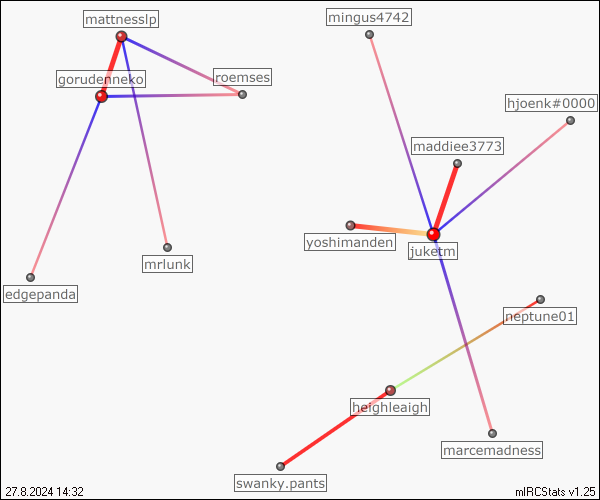 mattnesslp
mingus4742
gorudenneko
roemses
hjoenk#0000
maddiee3773
yoshimanden
juketm
mrlunk
edgepanda
neptune01
heighleaigh
marcemadness
swanky.pants
27.8.2024 14:32
mIRCStats v1.25